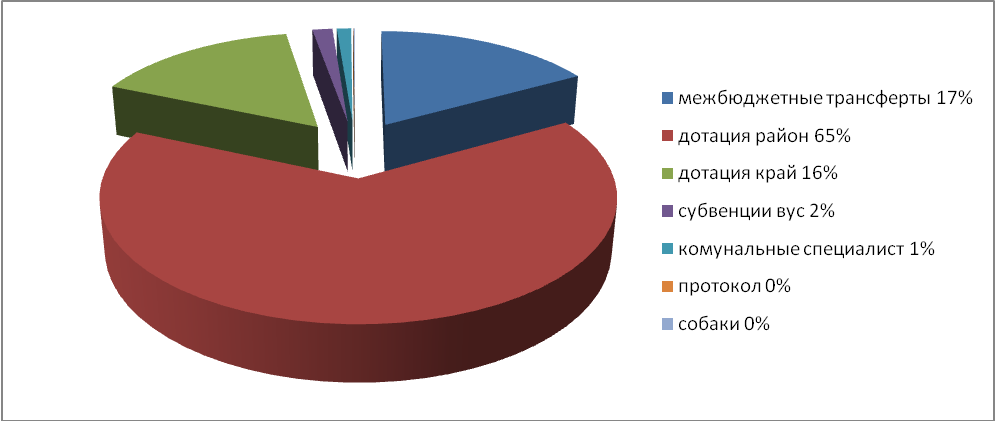 межбюджетные трансферты 17%
дотация район 65%
дотация край 16%
субвенции вус 2%
комунальные специалист 1%
протокол 0%
собаки 0%